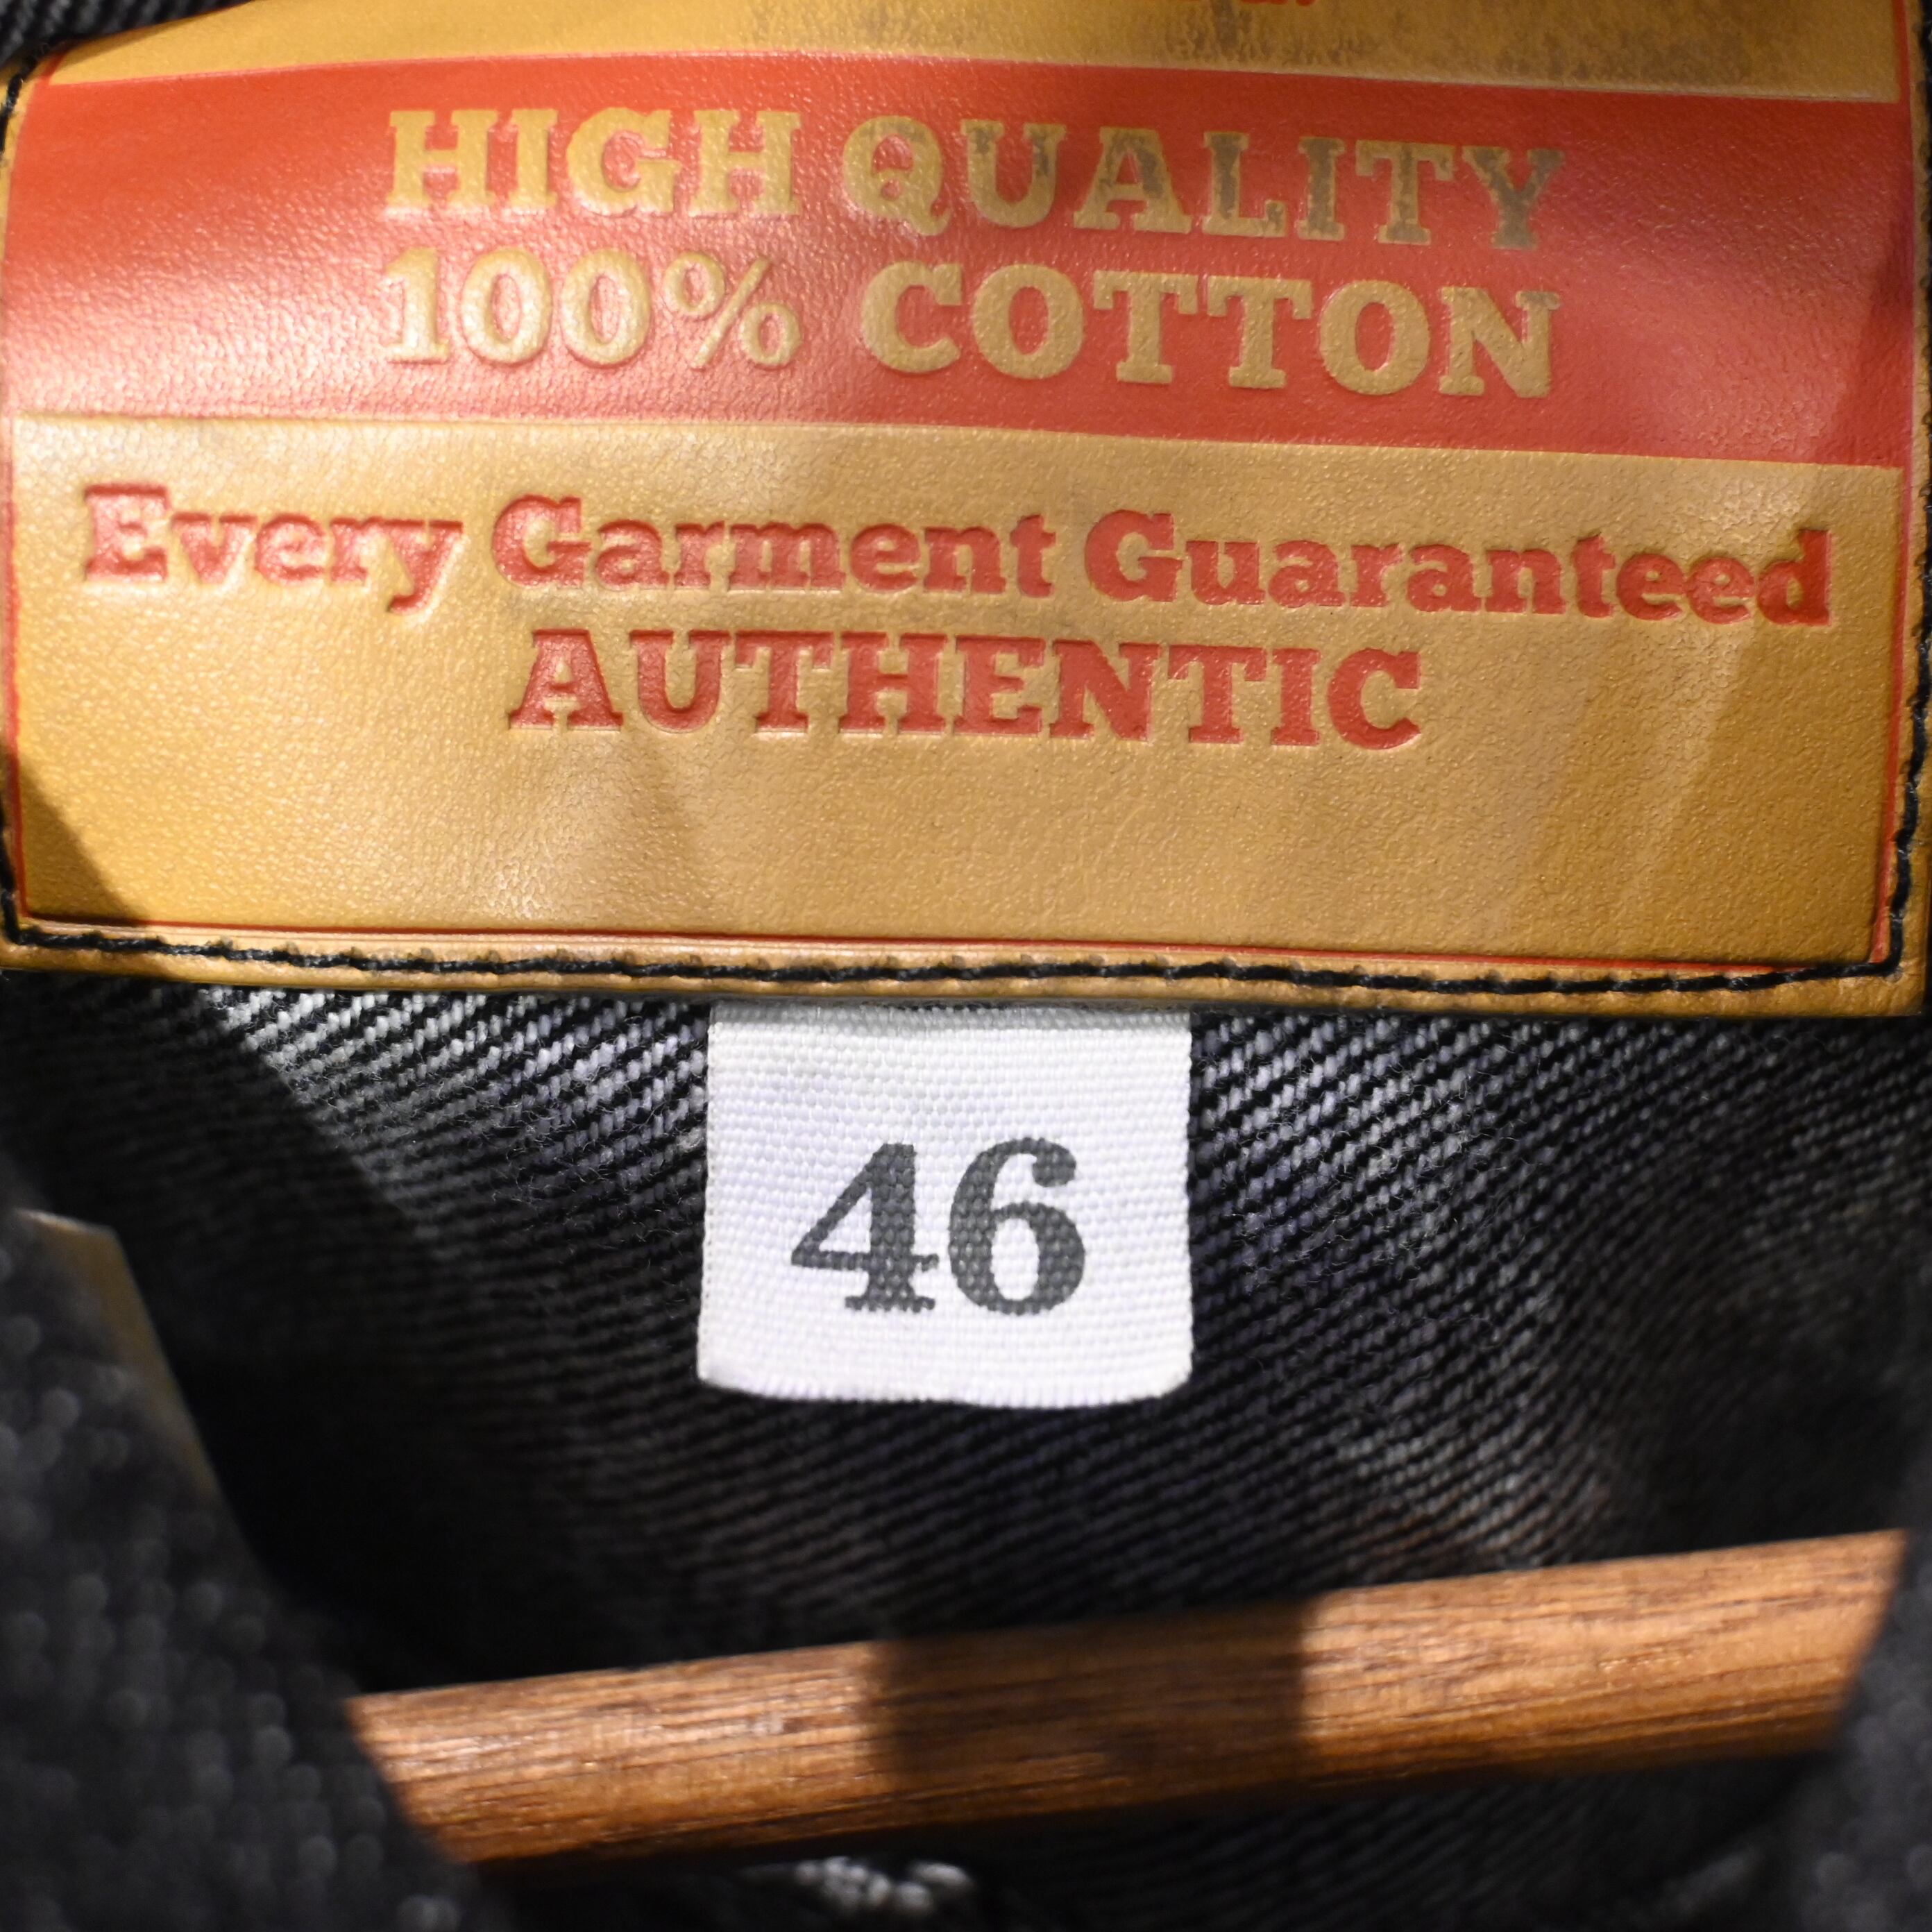 HIGH QUALITY
100% COTTON
Every Garment Guaranteed
AUTHENTIC
46